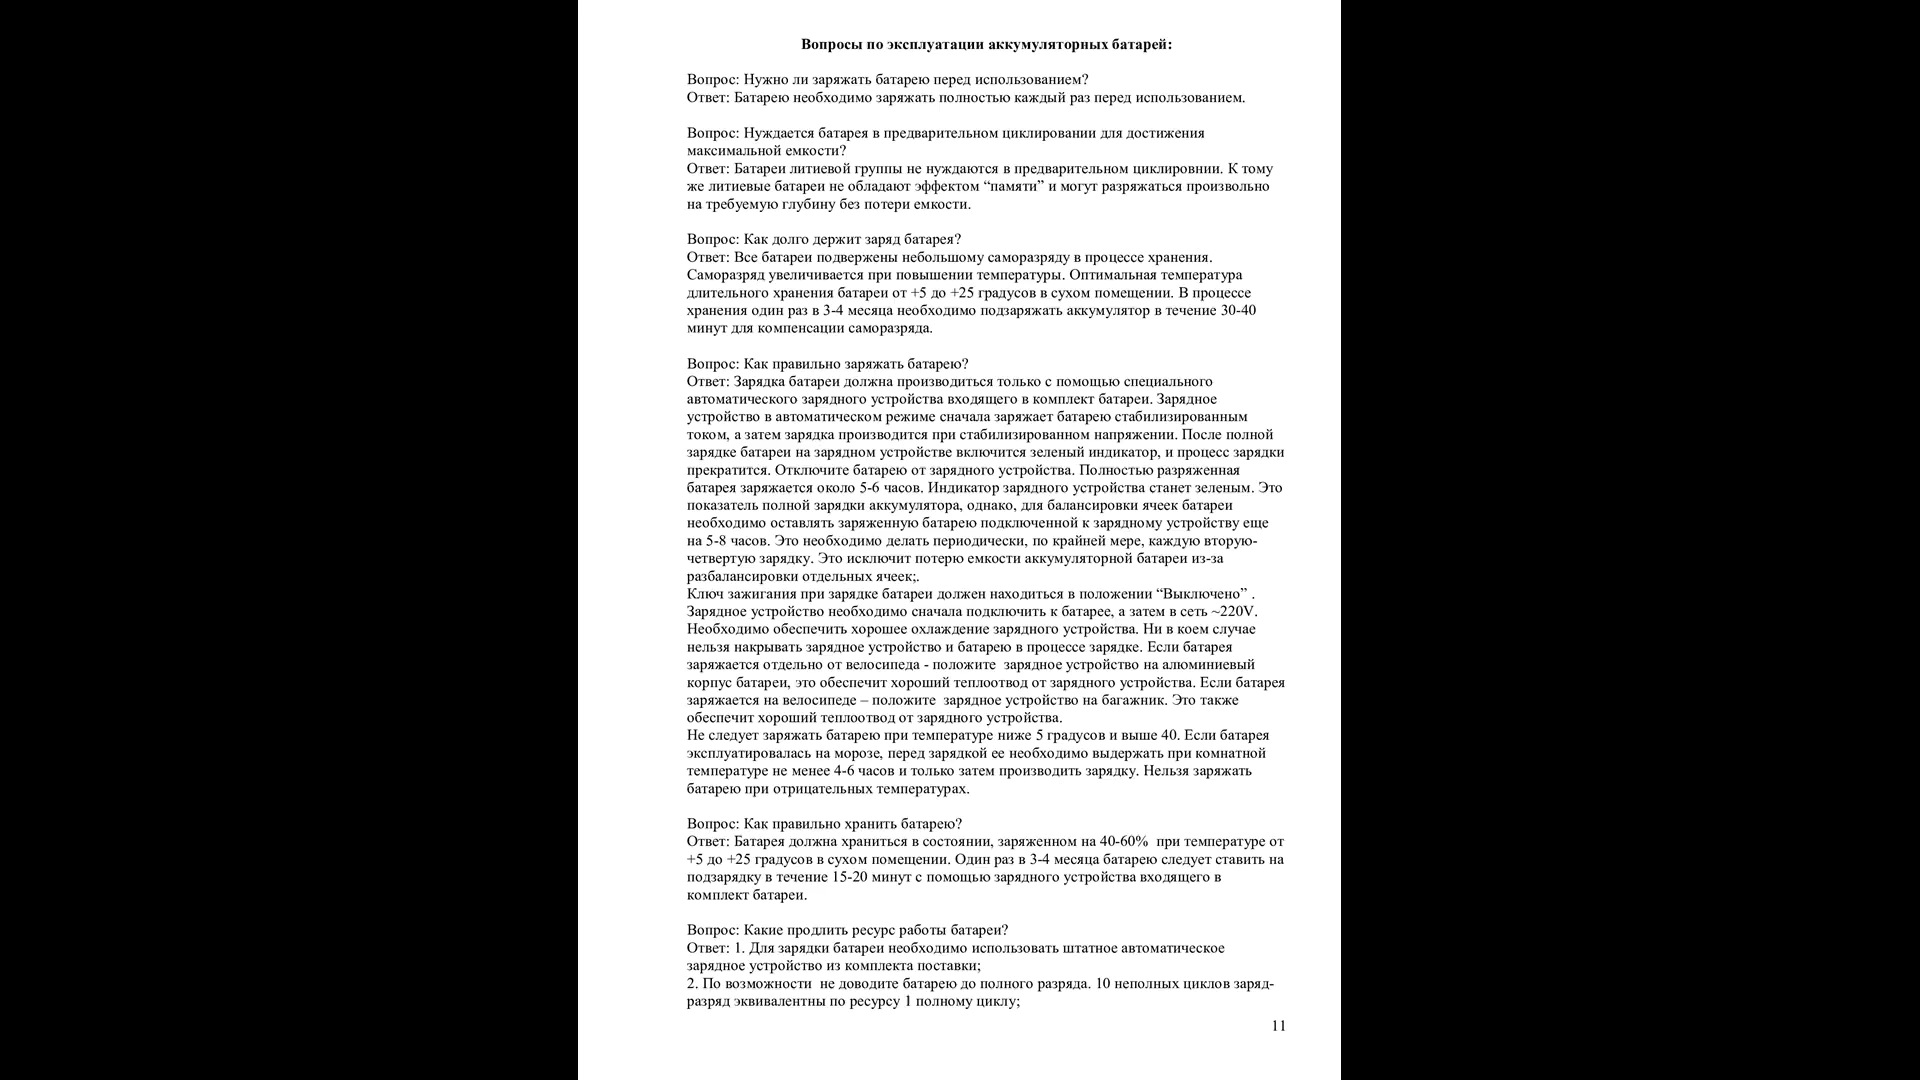 Вопросы по эксплуатации аккумуляторных батарей:
Вопрос: Нужно ли заряжать батарею перед использованием?
Ответ: Батарею необходимо заряжать полностью каждый раз перед использованием.
Вопрос: Нуждается батарея в предварительном циклировании для достижения
максимальной емкости?
Ответ: Батареи литиевой группы не нуждаются в предварительном циклировнии. К тому
же литиевые батареи не обладают эффектом “памяти” и могут разряжаться произвольно
на требуемую глубину без потери емкости.
Вопрос: Как долго держит заряд батарея?
Ответ: Все батареи подвержены небольшому саморазряду в процессе хранения.
Саморазряд увеличивается при повышении температуры. Оптимальная температура
длительного хранения батареи от +5 до +25 градусов в сухом помещении. В процессе
хранения один раз в 3-4 месяца необходимо подзаряжать аккумулятор в течение 30-40
минут для компенсации саморазряда.
Вопрос: Как правильно заряжать батарею?
Ответ: Зарядка батареи должна производиться только с помощью специального
автоматического зарядного устройства входящего в комплект батареи. Зарядное
устройство в автоматическом режиме сначала заряжает батарею стабилизированным
током, а затем зарядка производится при стабилизированном напряжении. После полной
зарядке батареи на зарядном устройстве включится зеленый индикатор, и процесс зарядки
прекратится. Отключите батарею от зарядного устройства. Полностью разряженная
батарея заряжается около 5-6 часов. Индикатор зарядного устройства станет зеленым. Это
показатель полной зарядки аккумулятора, однако, для балансировки ячеек батареи
необходимо оставлять заряженную батарею подключенной к зарядному устройству еще
на 5-8 часов. Это необходимо делать периодически, по крайней мере, каждую вторую-
четвертую зарядку. Это исключит потерю емкости аккумуляторной батареи из-за
разбалансировки отдельных ячеек;.
Ключ зажигания при зарядке батареи должен находиться в положении “Выключено” .
Зарядное устройство необходимо сначала подключить к батарее, а затем в сеть ~220V.
Необходимо обеспечить хорошее охлаждение зарядного устройства. Ни в коем случае
нельзя накрывать зарядное устройство и батарею в процессе зарядке. Если батарея
заряжается отдельно от велосипеда - положите  зарядное устройство на алюминиевый
корпус батареи, это обеспечит хороший теплоотвод от зарядного устройства. Если батарея
заряжается на велосипеде – положите  зарядное устройство на багажник. Это также
обеспечит хороший теплоотвод от зарядного устройства.
Не следует заряжать батарею при температуре ниже 5 градусов и выше 40. Если батарея
эксплуатировалась на морозе, перед зарядкой ее необходимо выдержать при комнатной
температуре не менее 4-6 часов и только затем производить зарядку. Нельзя заряжать
батарею при отрицательных температурах.
Вопрос: Как правильно хранить батарею?
Ответ: Батарея должна храниться в состоянии, заряженном на 40-60%  при температуре от
+5 до +25 градусов в сухом помещении. Один раз в 3-4 месяца батарею следует ставить на
подзарядку в течение 15-20 минут с помощью зарядного устройства входящего в
комплект батареи.
Вопрос: Какие продлить ресурс работы батареи?
Ответ: 1. Для зарядки батареи необходимо использовать штатное автоматическое
зарядное устройство из комплекта поставки;
2. По возможности  не доводите батарею до полного разряда. 10 неполных циклов заряд-
разряд эквивалентны по ресурсу 1 полному циклу;
11